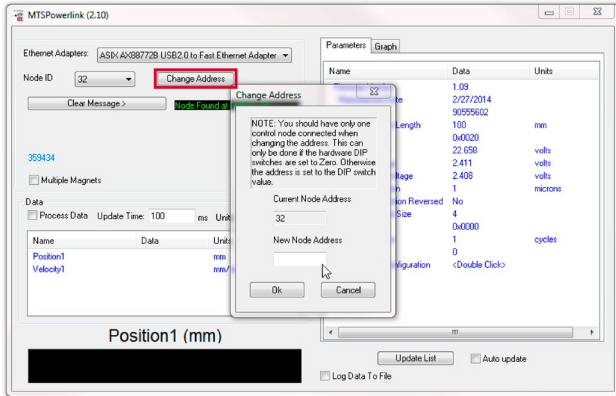 MTSPowerlink (2.10)
Ethernet Adapters: ASIX AX88772B USB2.0 to Fast Ethernet Adapter
Node ID 32 Change Address
Clear Message >
Node Found at
359434
Multiple Magnets
Data
Process Data Update Time: 100 ms
Name Data Units
Position1 mm
Velocity1
Position1 (mm)
Change Address
NOTE: You should have only one
control node connected when
changing the address. This can
only be done if the hardware DIP
switches are set to Zero. Otherwise
the address is set to the DIP switch
value.
Current Node Address
32
New Node Address
Ok Cancel
Parameters Graph
Name Data Units
1.09
2/27/2014
90555602
Length 100 mm
0x0020
22.658 volts
2.411 volts
2.408 volts
1 microns
Reversed No
Size 4
0x0000
1 cycles
0
<Double Click>
Update List Auto update
Log Data To File